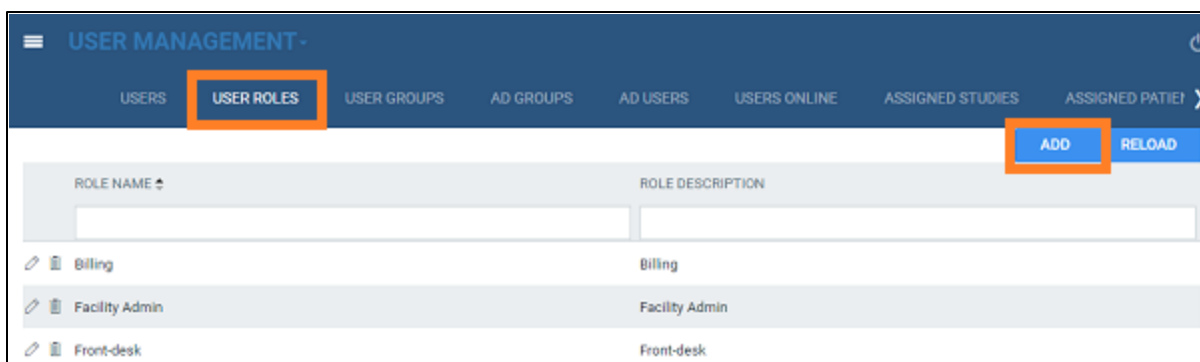 USER MANAGEMENT
USERS USER ROLES USER GROUPS AD GROUPS AD USERS USERS ONLINE ASSIGNED STUDIES ASSIGNED
ADD RELOAD
ROLE NAME ROLE DESCRIPTION
Billing Billing
Facility Admin Facility Admin
Front-desk Front-desk